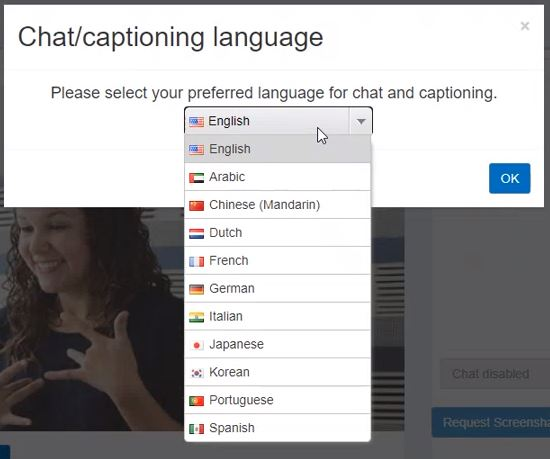 Chat/captioning language
×
Please select your preferred language for chat and captioning.
English
English
Arabic
Chinese (Mandarin)
Dutch
French
German
Italian
Japanese
Korean
Portuguese
Spanish
OK
Chat disabled
Request